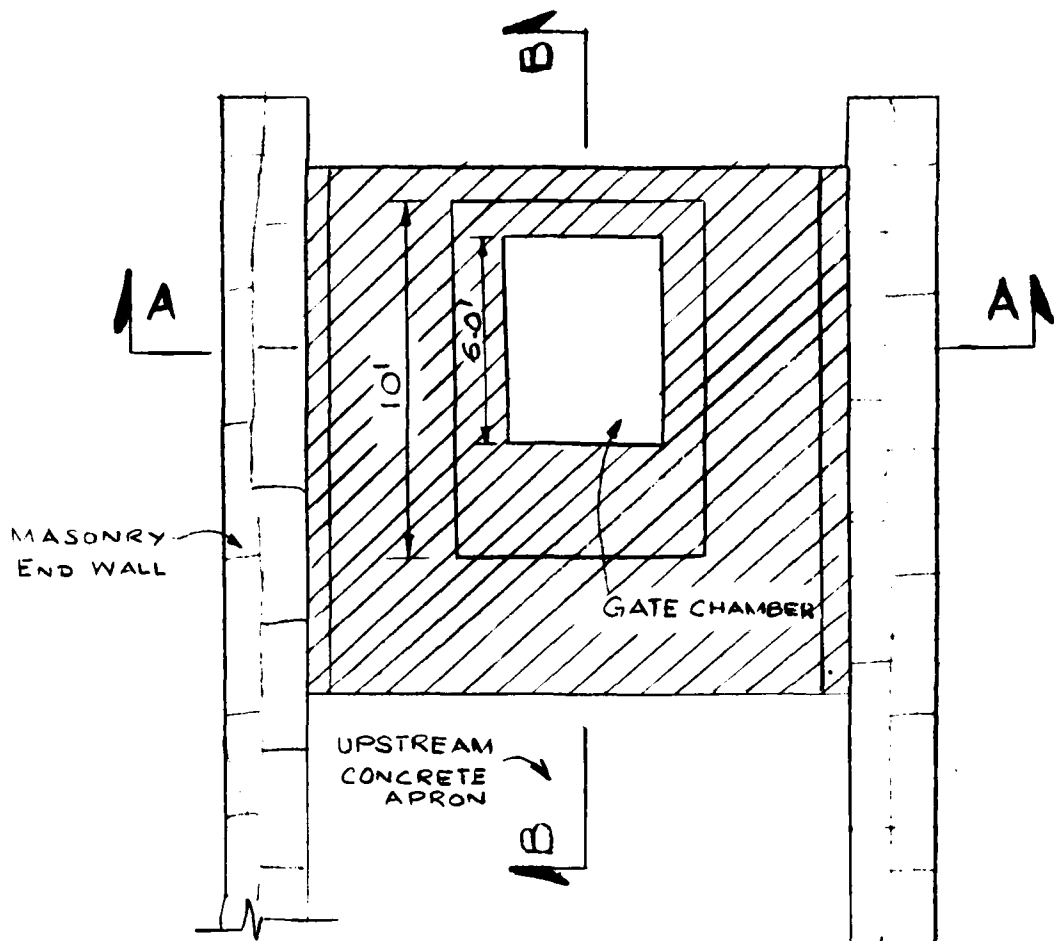 B
A
A
6.0'
10'
MASONRY
END WALL
GATE CHAMBER
UPSTREAM
CONCRETE
APRON
B